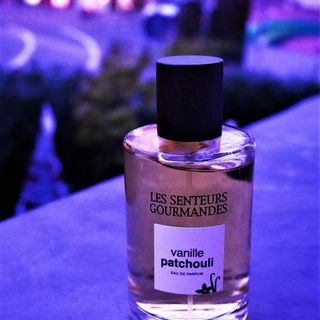 LES SENTEURS
GOURMANDES
vanille
patchouli
EAU DE PARFUM